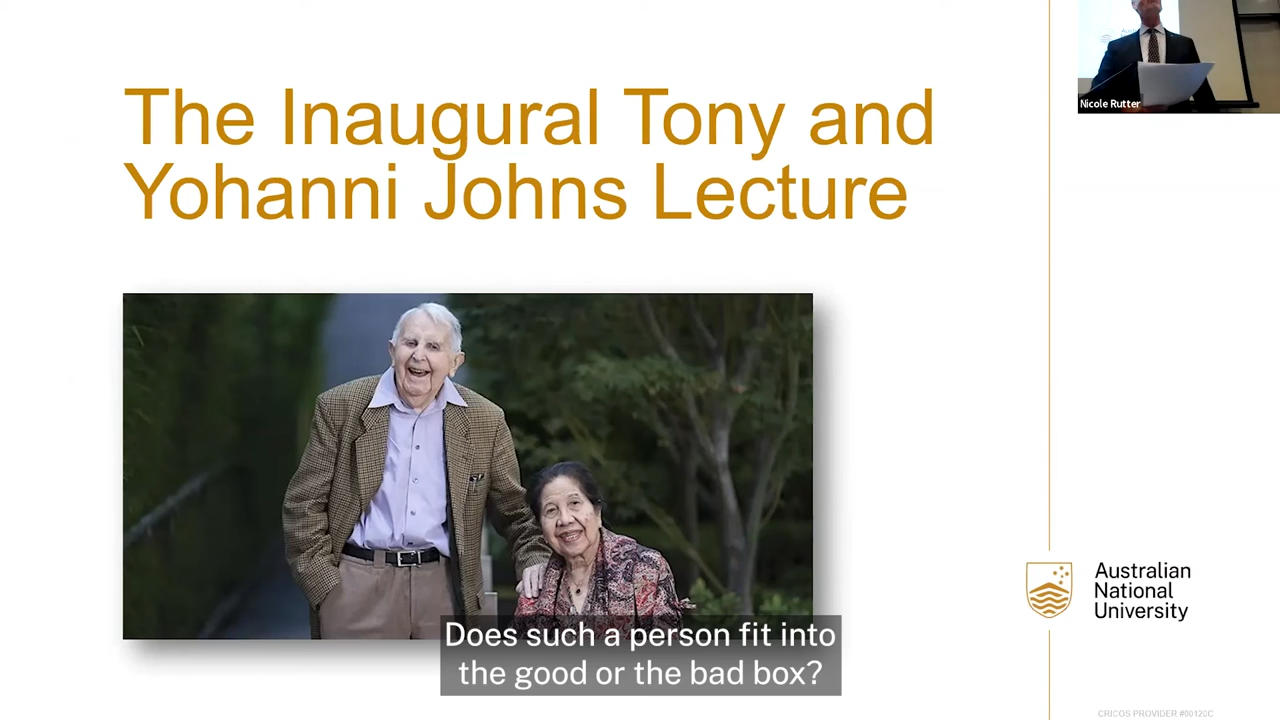 The Inaugural Tony and
Yohanni Johns Lecture
Nicole Rutter
Australian
National
University
Does such a person fit into
the good or the bad box?
CRICOS PROVIDER #00120C